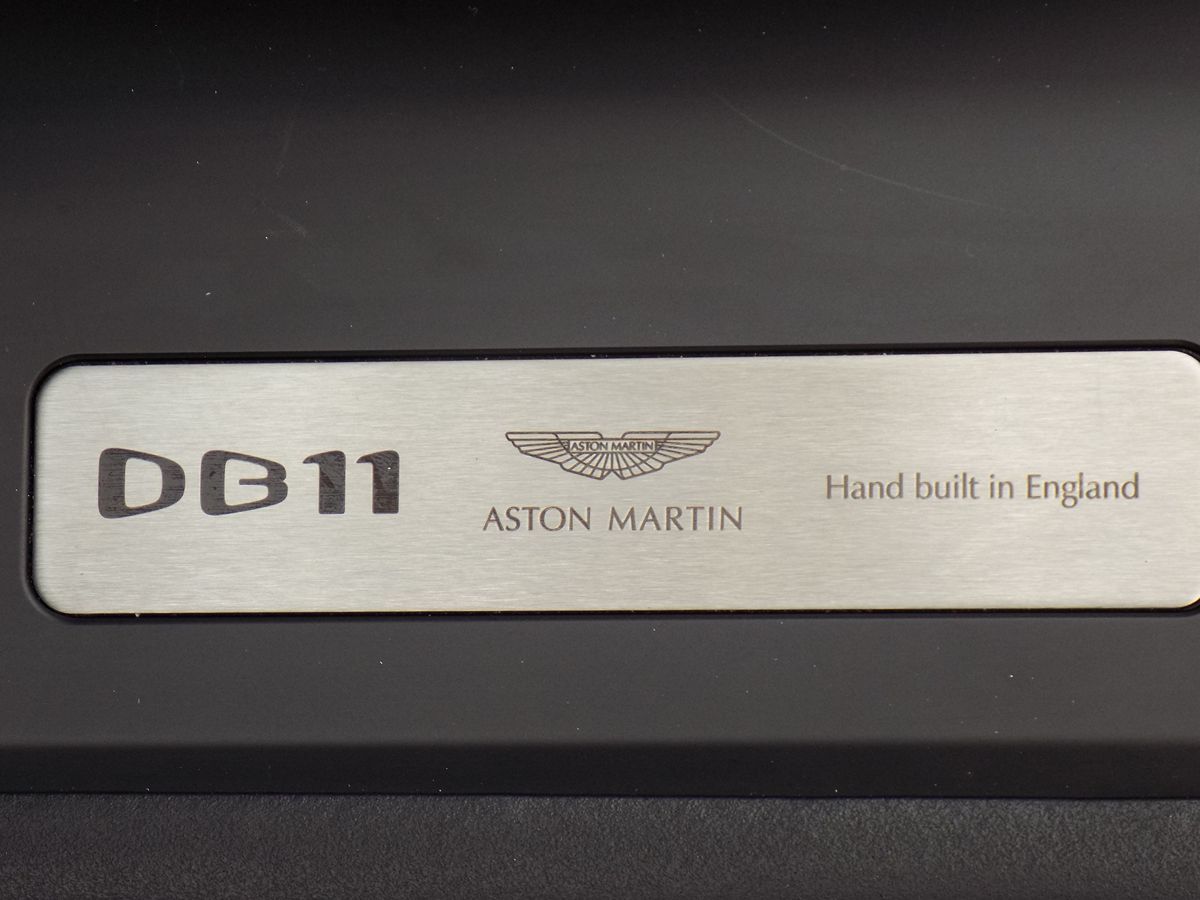 DB11
ASTON MARTIN
ASTON MARTIN
Hand built in England